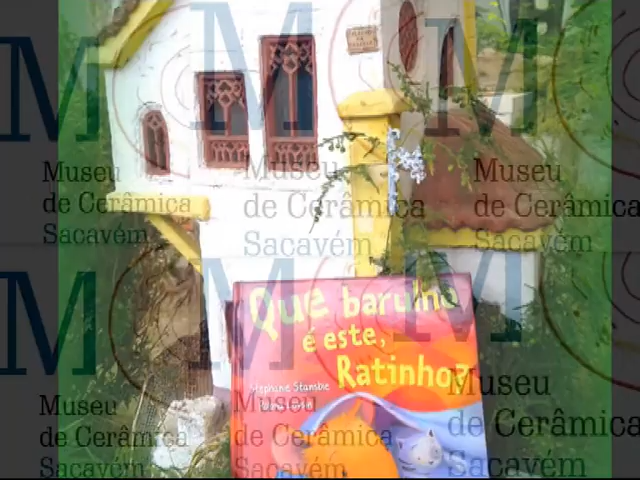 Museu
de Cerâmica
Sacavém
Museu
de Cerâmica
Sacavém
Museu
de Cerâmica
Sacavém
Que barulho
é este,
Ratinho?
Stephanie Stansbie
Museu
de Cerâmica
Sacavém
Museu
de Cerâmica
Sacavém
Museu
de Cerâmica
Sacavém